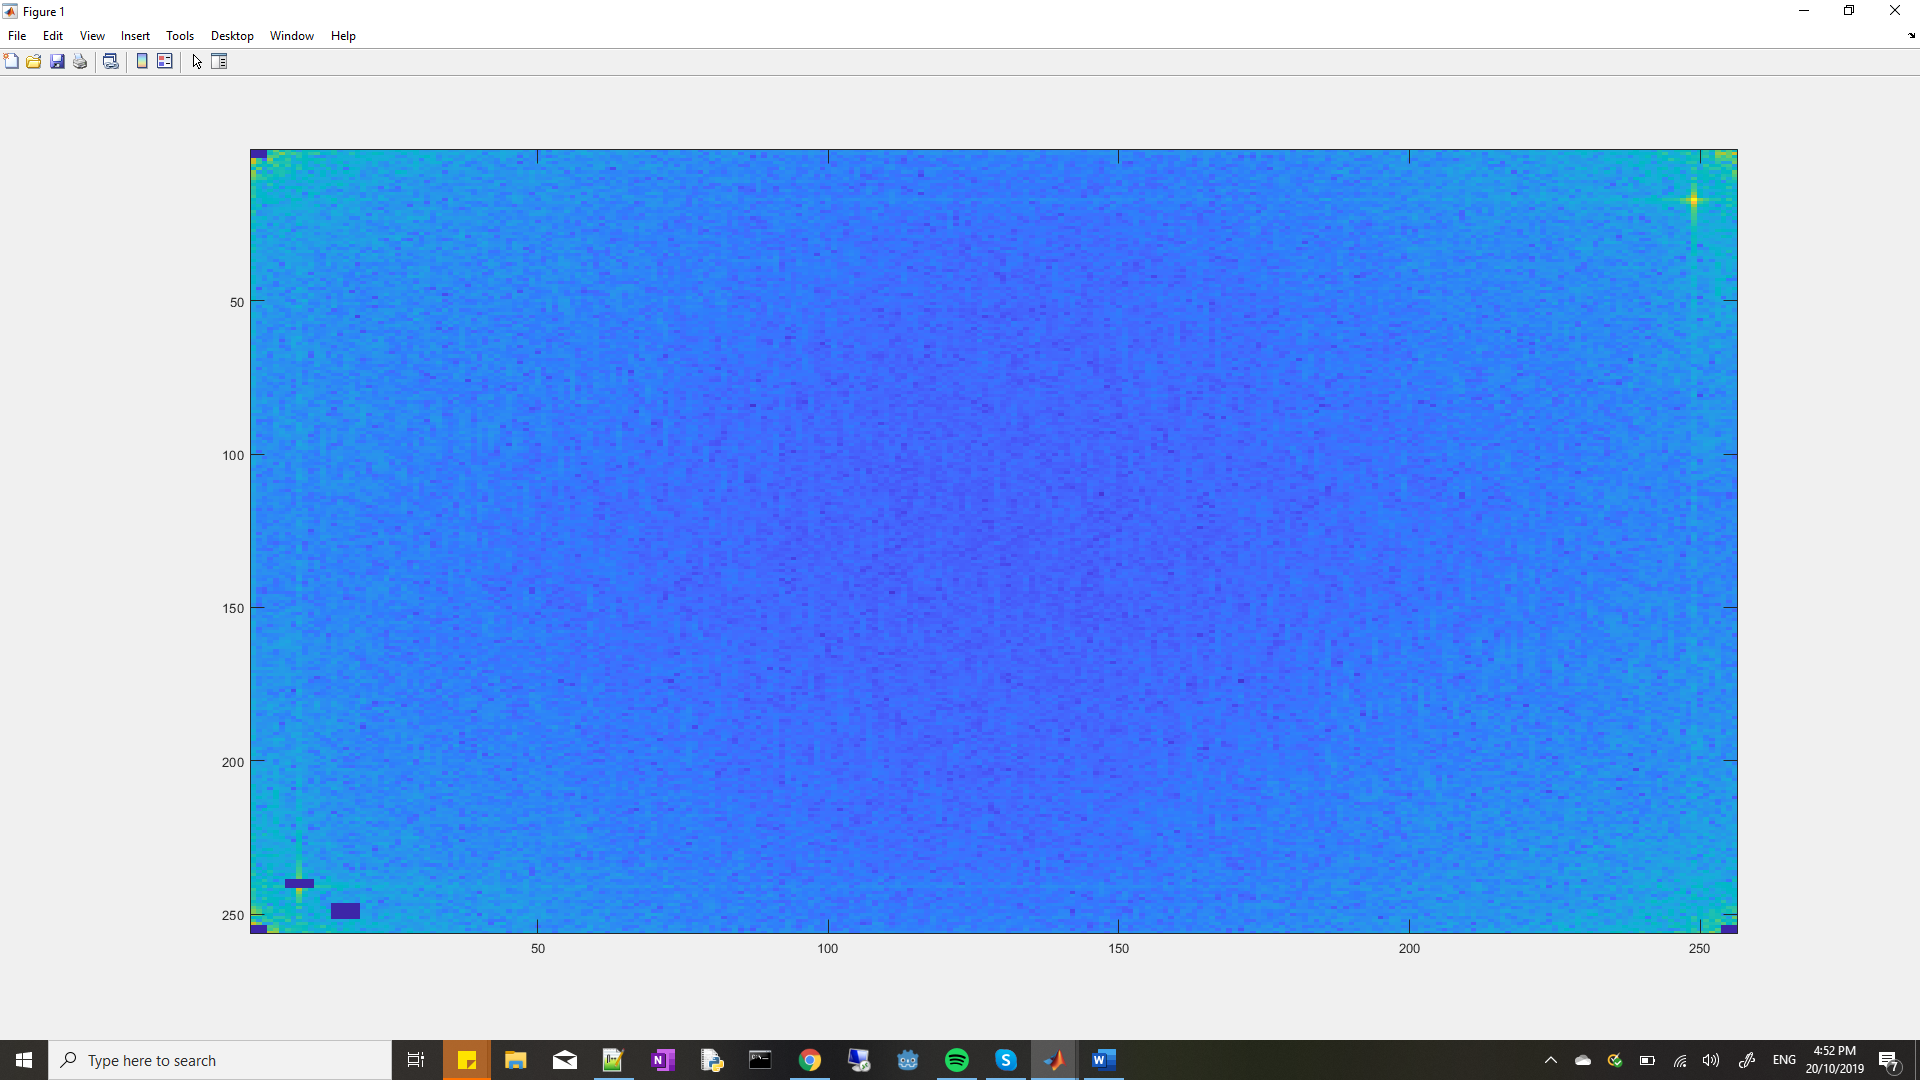 Figure 1
File Edit View Insert Tools Desktop Window Help
50
100
150
200
250
50 100 150 200 250
Type here to search
N
S
W
ENG
4:52 PM
20/10/2019
7